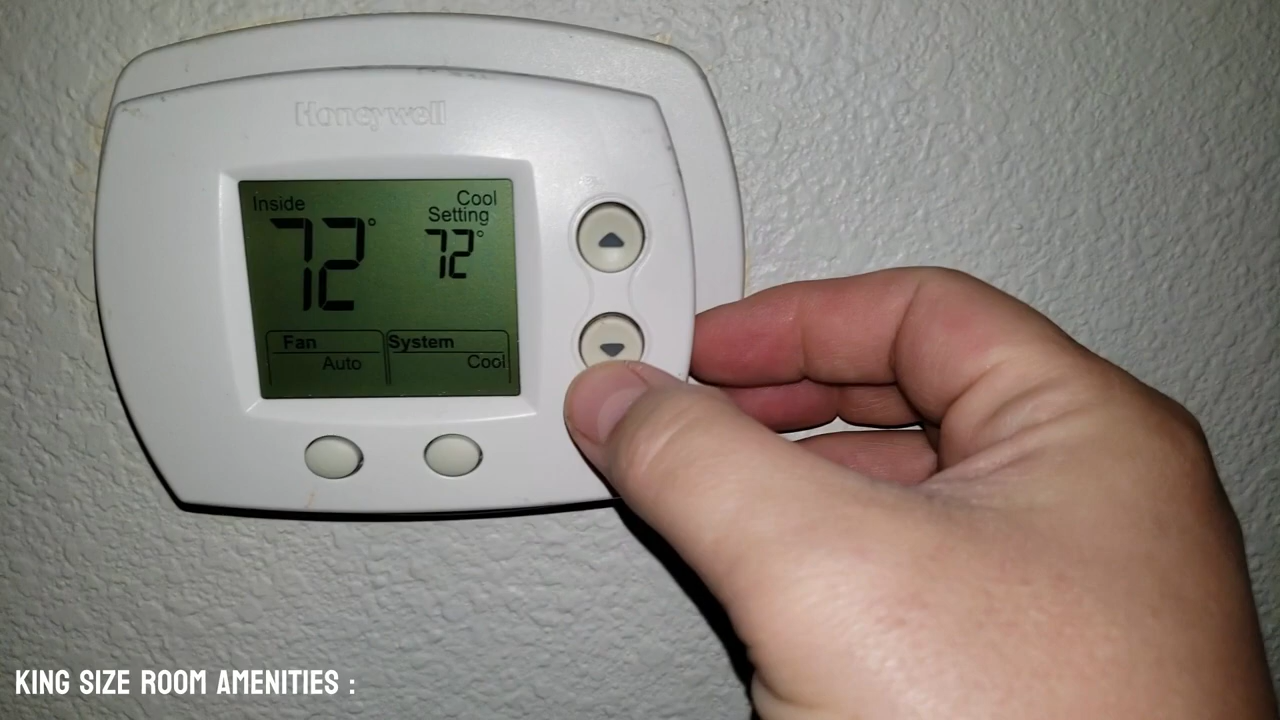 Honeywell
Inside
Cool
Setting
72°
72°
Fan
System
Auto
Cool
KING SIZE ROOM AMENITIES :